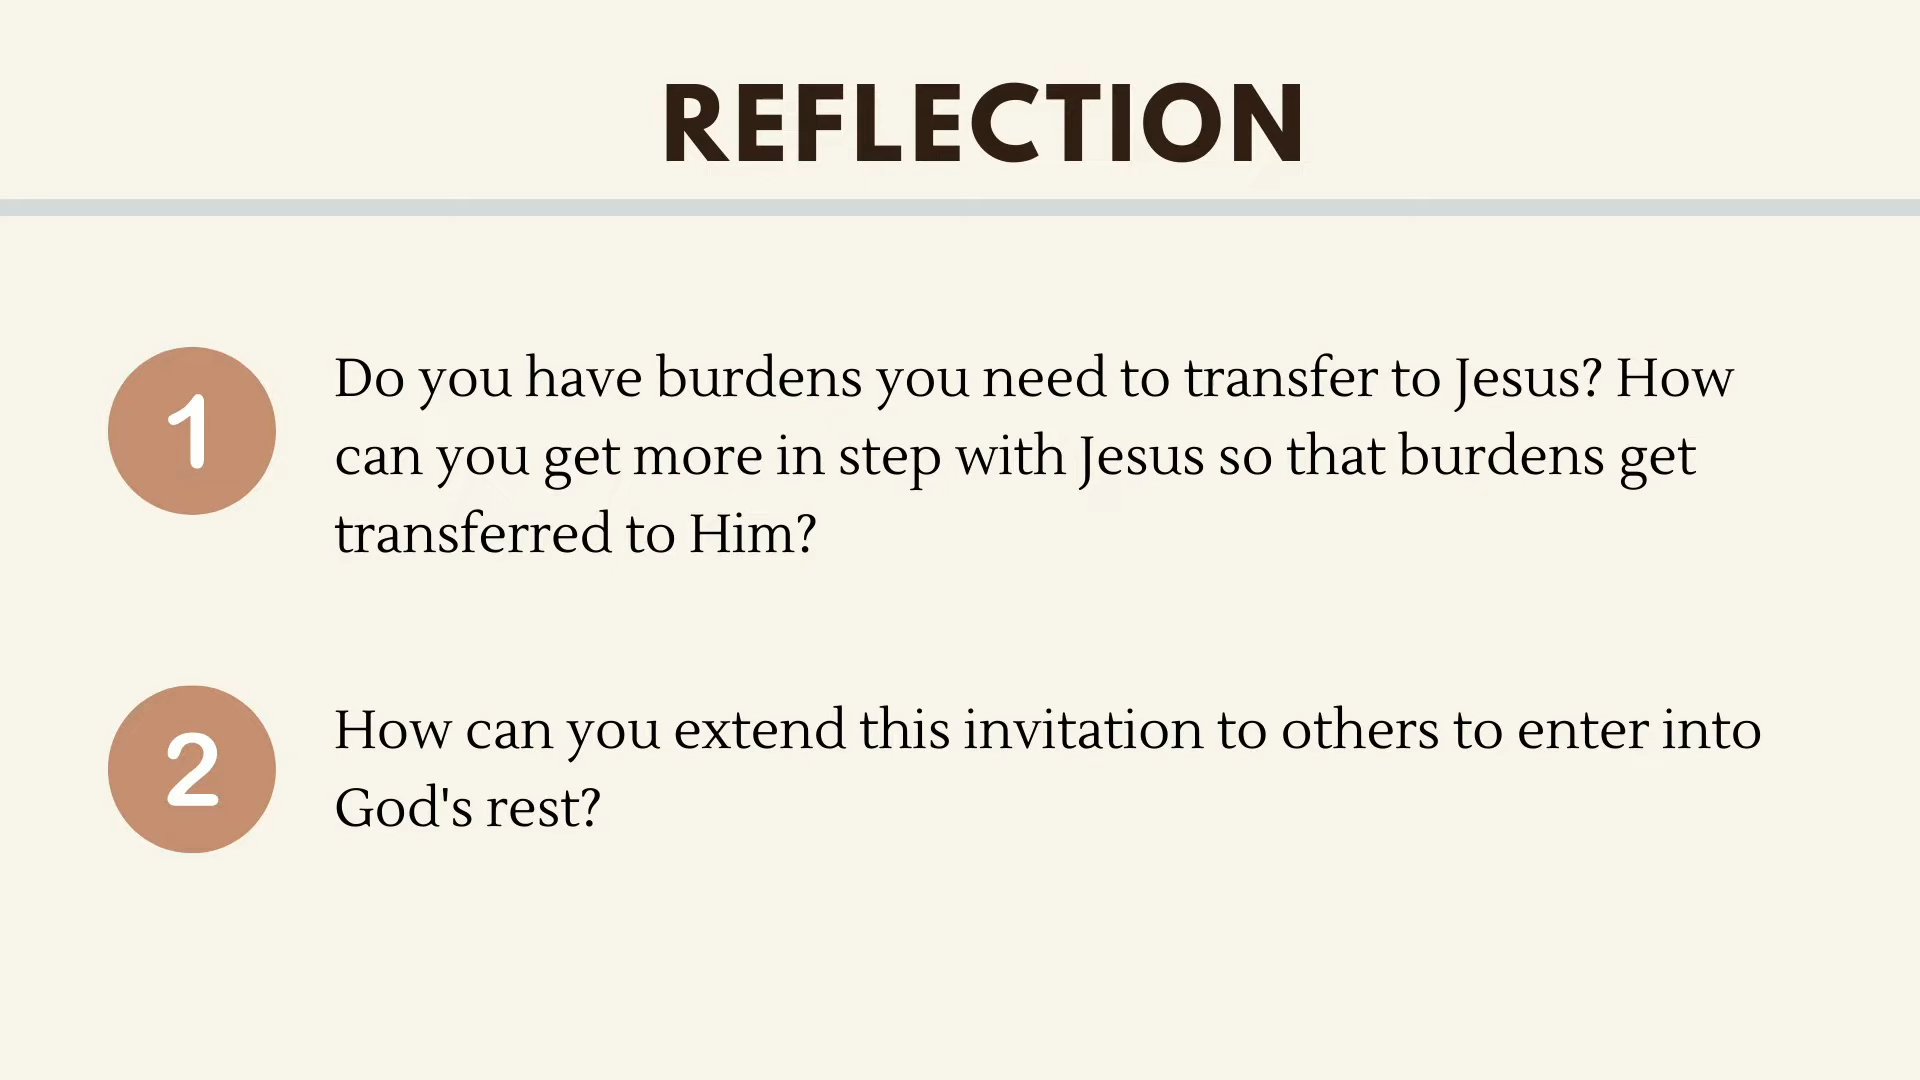 REFLECTION
1
Do you have burdens you need to transfer to Jesus? How
can you get more in step with Jesus so that burdens get
transferred to Him?
2
How can you extend this invitation to others to enter into
God's rest?